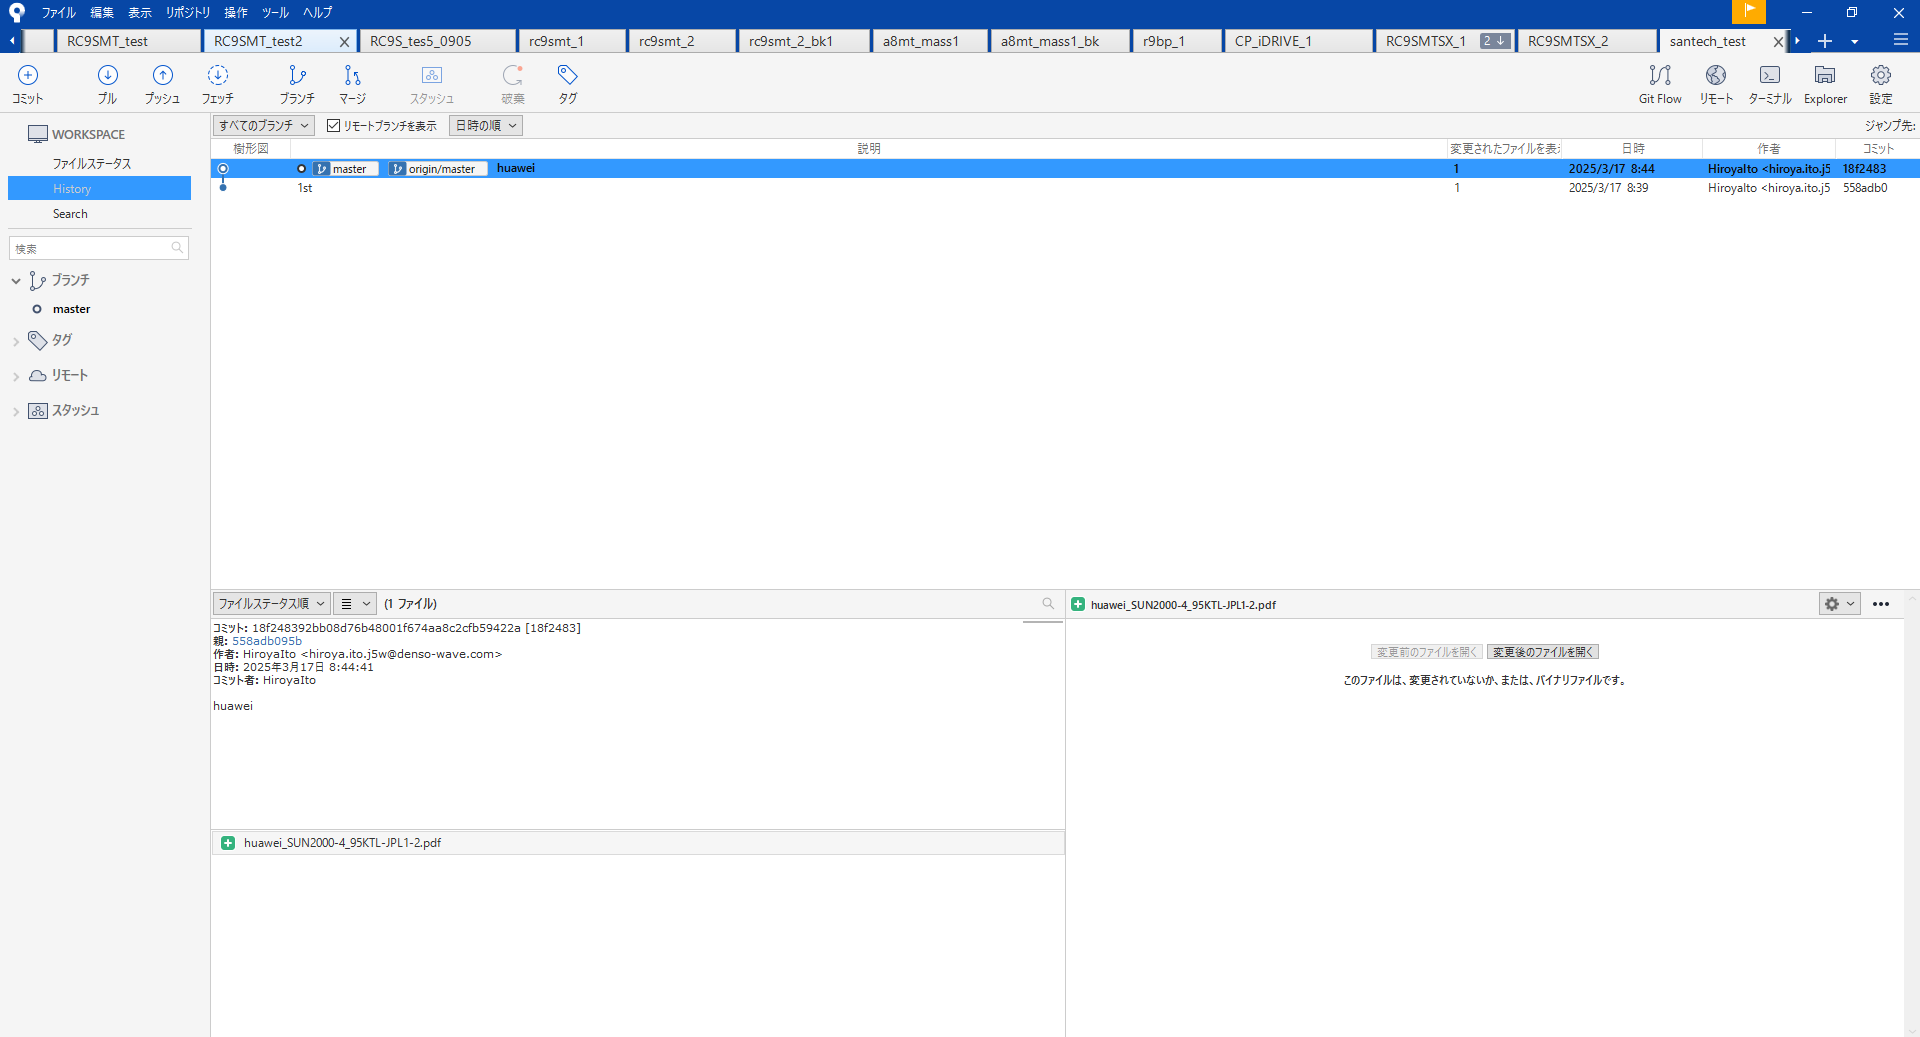 ファイル 編集 表示 リポジトリ 操作 ツール ヘルプ
RC9SMT_test RC9SMT_test2 RC9S_tes5_0905 rc9smt_1 rc9smt_2 rc9smt_2_bk1 a8mt_mass1 a8mt_mass1_bk r9bp_1 CP_iDRIVE_1 RC9SMTSX_1 2 ↓ RC9SMTSX_2 santech_test
コミット プル プッシュ フェッチ ブランチ マージ スタッシュ 破棄 タグ Git Flow リモート ターミナル Explorer 設定
WORKSPACE
ファイルステータス
History
Search
検索
ブランチ
master
タグ
リモート
スタッシュ
すべてのブランチ リモートブランチを表示 日時の順 ジャンプ先:
樹形図 説明 変更されたファイルを表 日時 作者 コミット
master origin/master huawei 1 2025/3/17 8:44 HiroyaIto <hiroya.ito.j5 18f2483
1st 1 2025/3/17 8:39 HiroyaIto <hiroya.ito.j5 558adb0
ファイルステータス順 (1 ファイル)
コミット: 18f248392bb08d76b48001f674aa8c2cfb59422a [18f2483]
親: 558adb095b
作者: HiroyaIto <hiroya.ito.j5w@denso-wave.com>
日時: 2025年3月17日 8:44:41
コミット者: HiroyaIto
huawei
huawei_SUN2000-4_95KTL-JPL1-2.pdf
huawei_SUN2000-4_95KTL-JPL1-2.pdf
変更前のファイルを開く 変更後のファイルを開く
このファイルは、変更されていないか、または、バイナリファイルです。